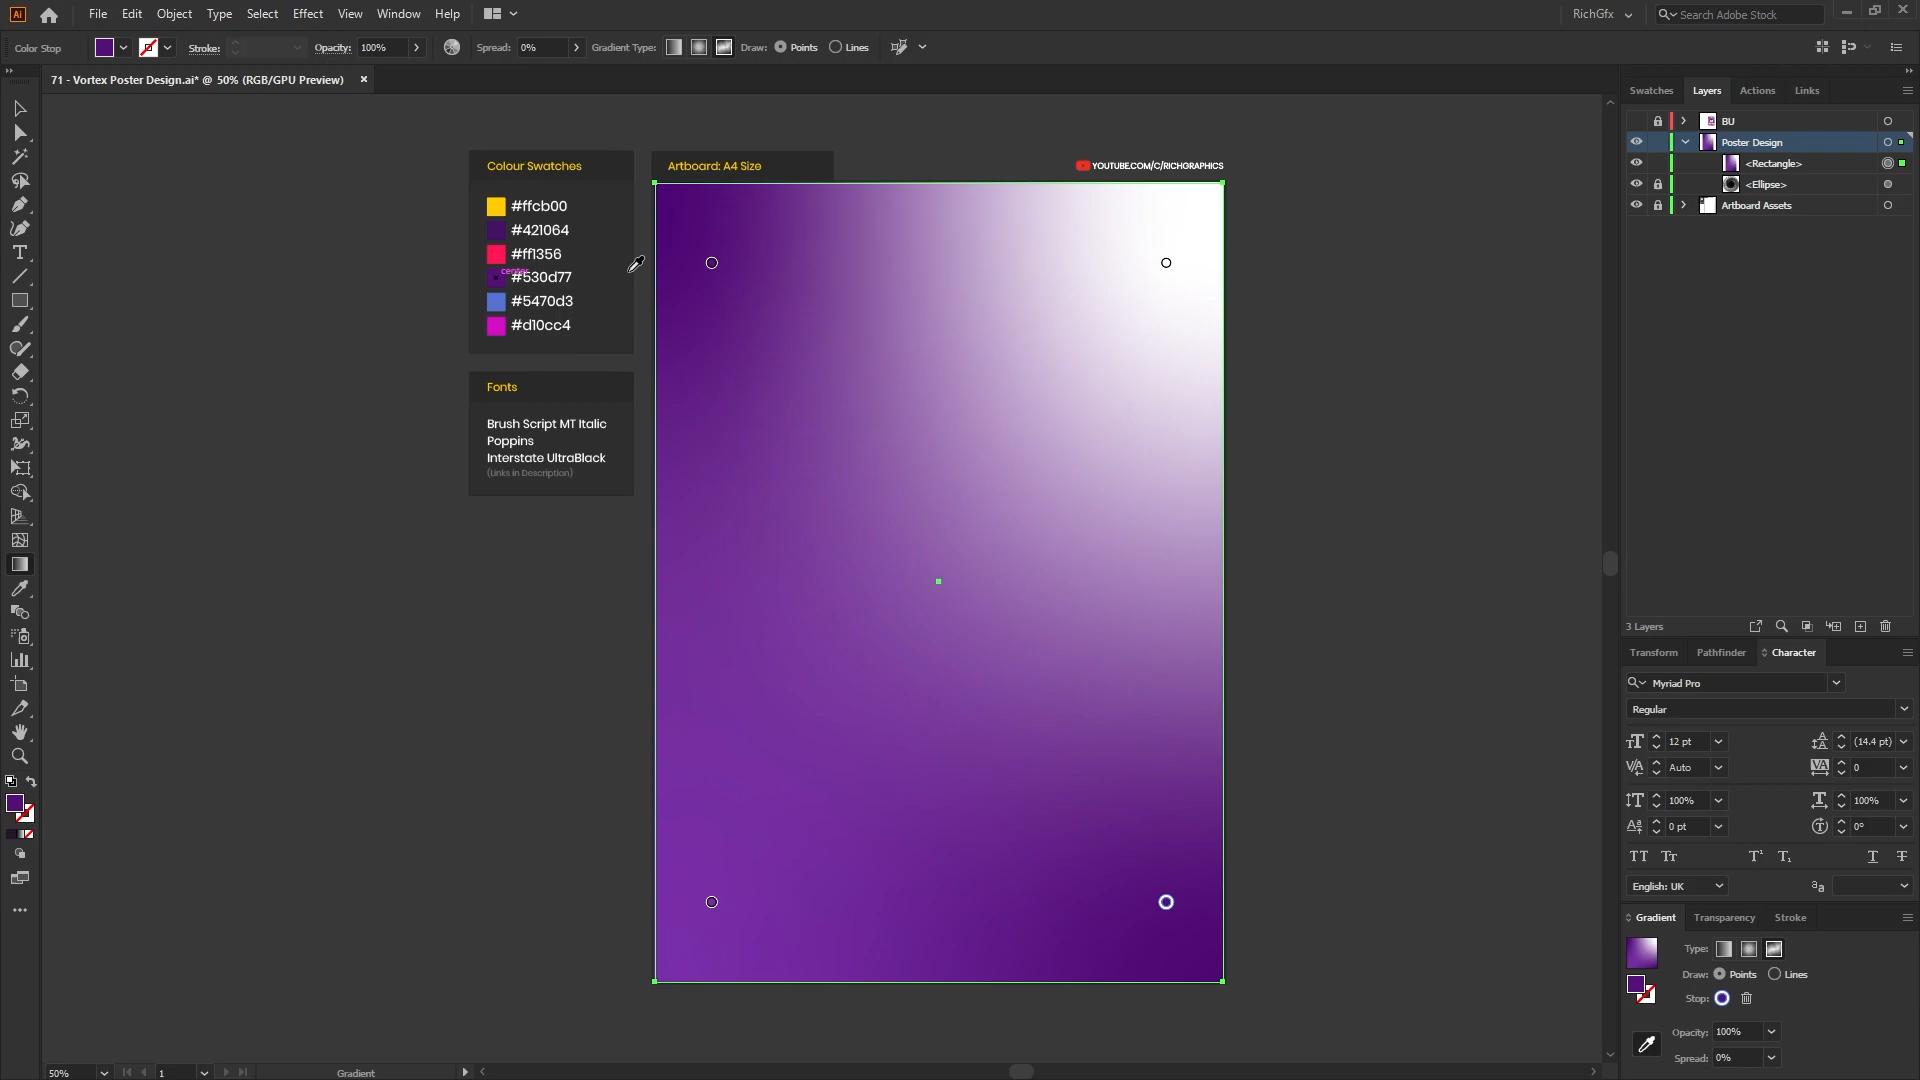 Ai File Edit Object Type Select Effect View Window Help RichGfx Search Adobe Stock
Color Stop Stroke: Opacity: 100% Spread: 0% Gradient Type: Draw: Points Lines
71 - Vortex Poster Design.ai* @ 50% (RGB/GPU Preview)
Swatches Layers Actions Links
BU
Poster Design
<Rectangle>
<Ellipse>
Artboard Assets
Colour Swatches
#ffcb00
#421064
#ff1356
center
#530d77
#5470d3
#d10cc4
Fonts
Brush Script MT Italic
Poppins
Interstate UltraBlack
(Links in Description)
Artboard: A4 Size
YOUTUBE.COM/C/RICHGRAPHICS
3 Layers
Transform Pathfinder Character
Myriad Pro
Regular
12 pt (14.4 pt)
Auto 0
100% 100%
0 pt 0°
English: UK
Gradient Transparency Stroke
Type:
Draw: Points Lines
Stop:
Opacity: 100%
Spread: 0%
50% 1 Gradient